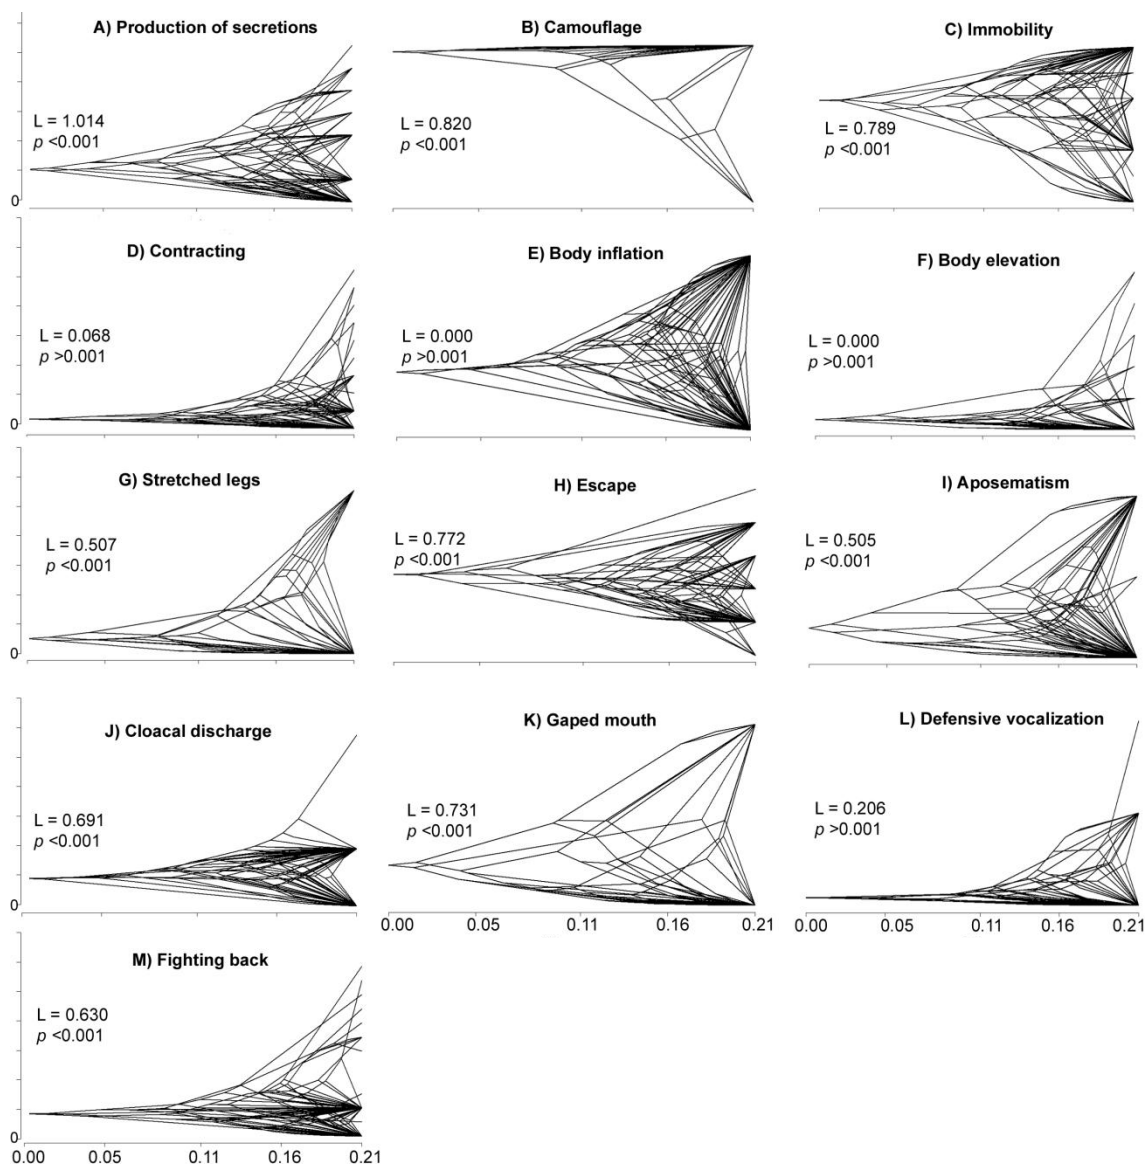 A) Production of secretions
L = 1.014
p <0.001
0
B) Camouflage
L = 0.820
p <0.001
C) Immobility
L = 0.789
p <0.001
D) Contracting
L = 0.068
p >0.001
0
E) Body inflation
L = 0.000
p >0.001
F) Body elevation
L = 0.000
p >0.001
G) Stretched legs
L = 0.507
p <0.001
0
H) Escape
L = 0.772
p <0.001
I) Aposematism
L = 0.505
p <0.001
J) Cloacal discharge
L = 0.691
p <0.001
0
K) Gaped mouth
L = 0.731
p <0.001
0.00 0.05 0.11 0.16 0.21
L) Defensive vocalization
L = 0.206
p >0.001
0.00 0.05 0.11 0.16 0.21
M) Fighting back
L = 0.630
p <0.001
0
0.00 0.05 0.11 0.16 0.21